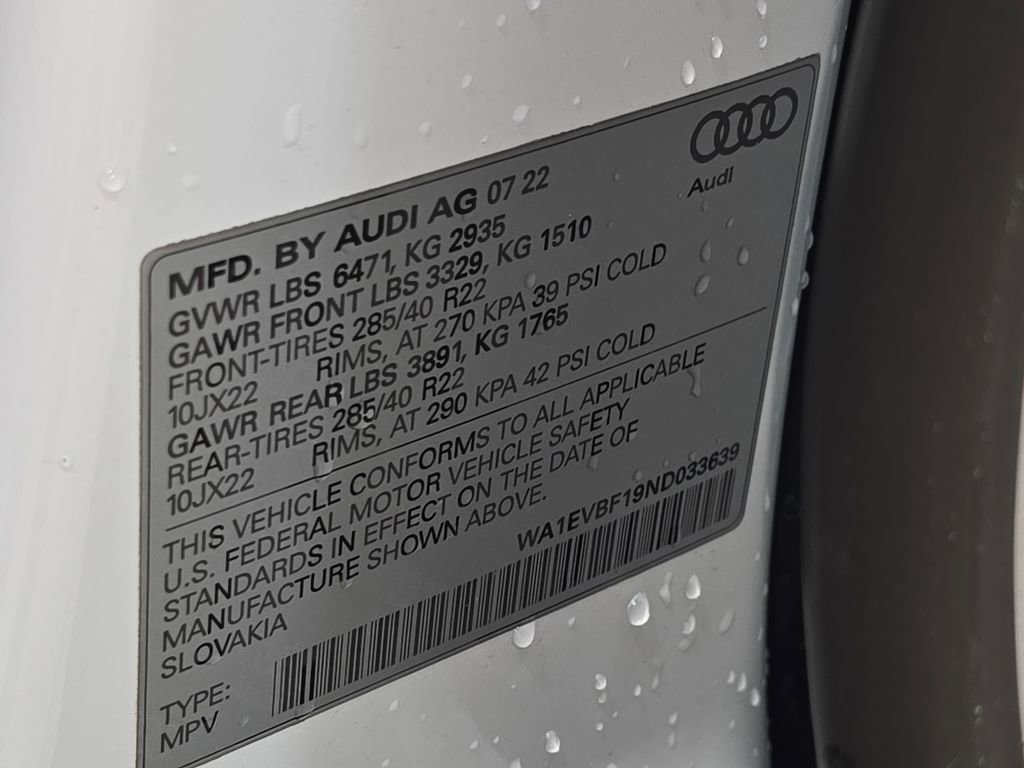 Audi
MFD. BY AUDI AG 07 22
GVWR LBS 6471, KG 2935
GAWR FRONT LBS 3329, KG 1510
FRONT-TIRES 285/40 R22
10JX22 RIMS, AT 270 KPA 39 PSI COLD
GAWR REAR LBS 3891, KG 1765
REAR-TIRES 285/40 R22
10JX22 RIMS, AT 290 KPA 42 PSI COLD
THIS VEHICLE CONFORMS TO ALL APPLICABLE
U.S. FEDERAL MOTOR VEHICLE SAFETY
STANDARDS IN EFFECT ON THE DATE OF
MANUFACTURE SHOWN ABOVE.
SLOVAKIA
WA1EVBF19ND033639
TYPE:
MPV